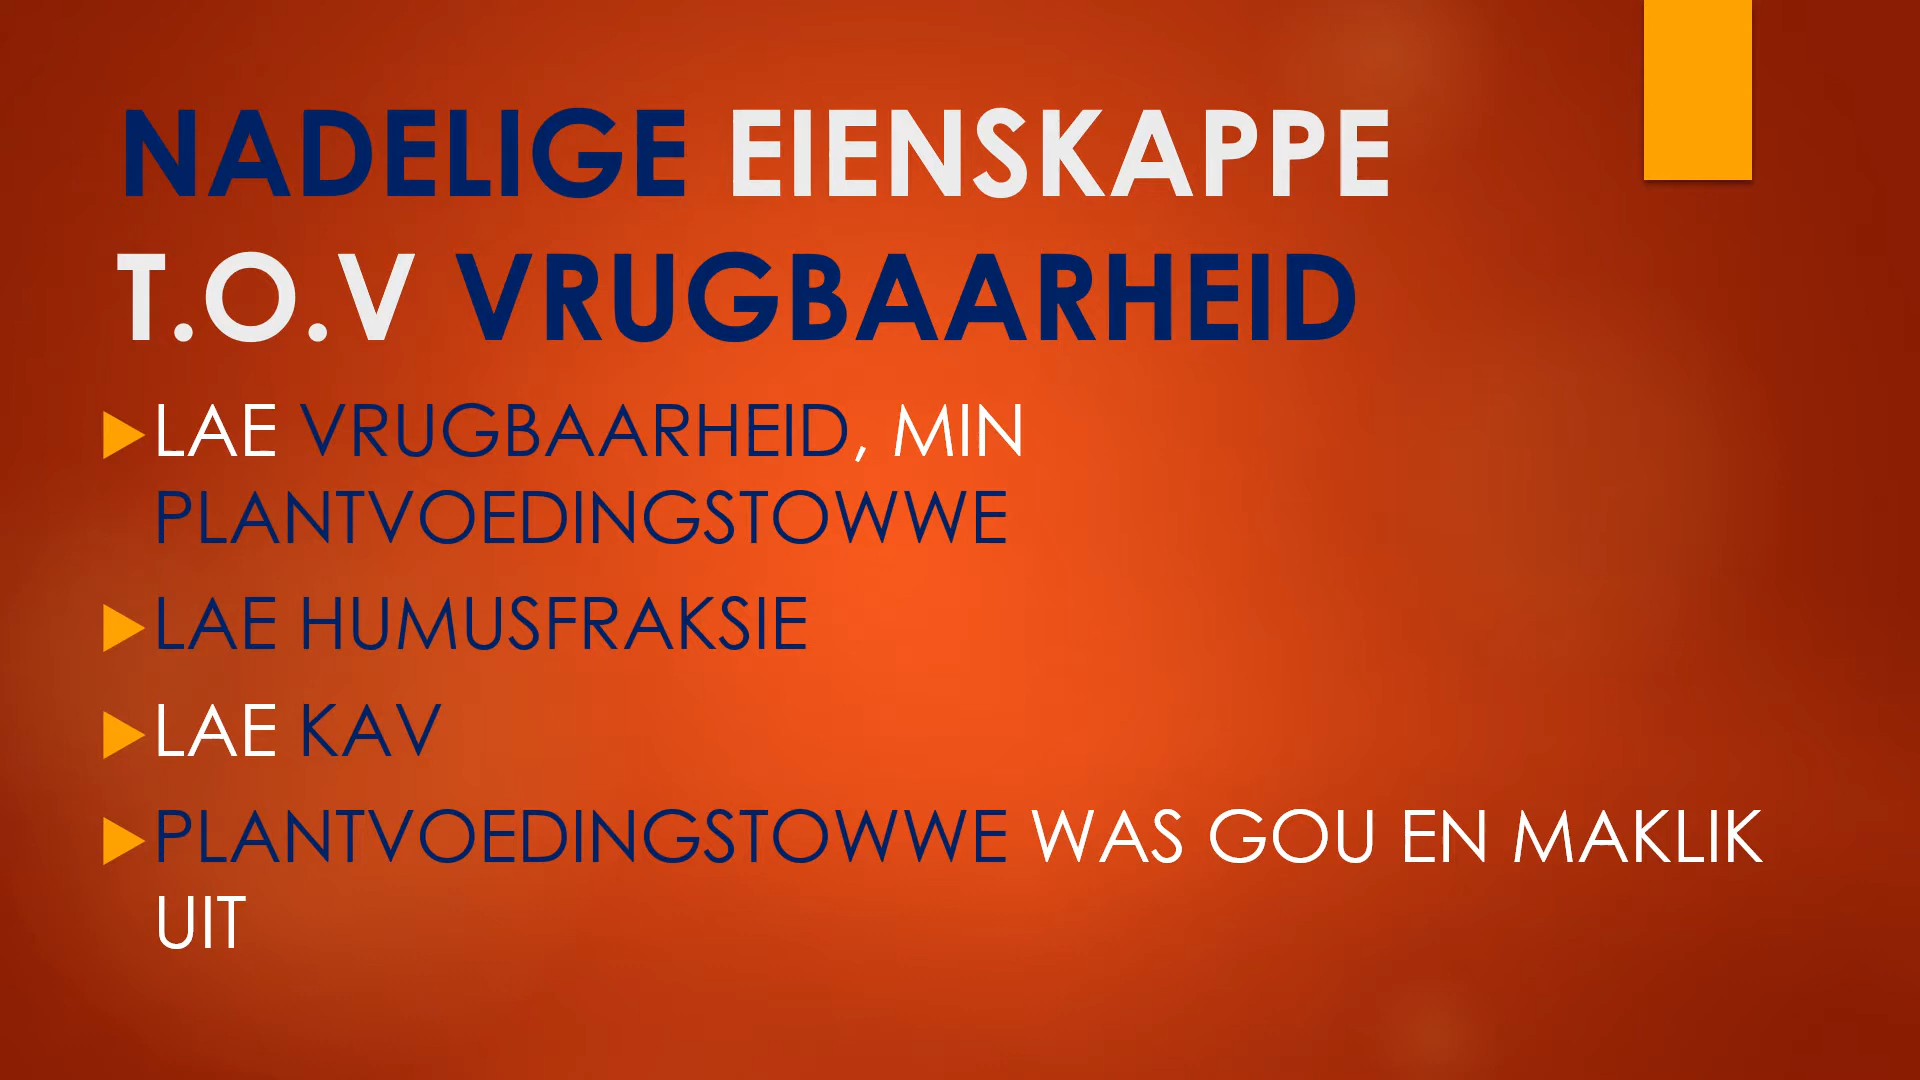 NADELIGE EIENSKAPPE
T.O.V VRUGBAARHEID
LAE VRUGBAARHEID, MIN
PLANTVOEDINGSTOWWE
LAE HUMUSFRAKSIE
LAE KAV
PLANTVOEDINGSTOWWE WAS GOU EN MAKLIK
UIT